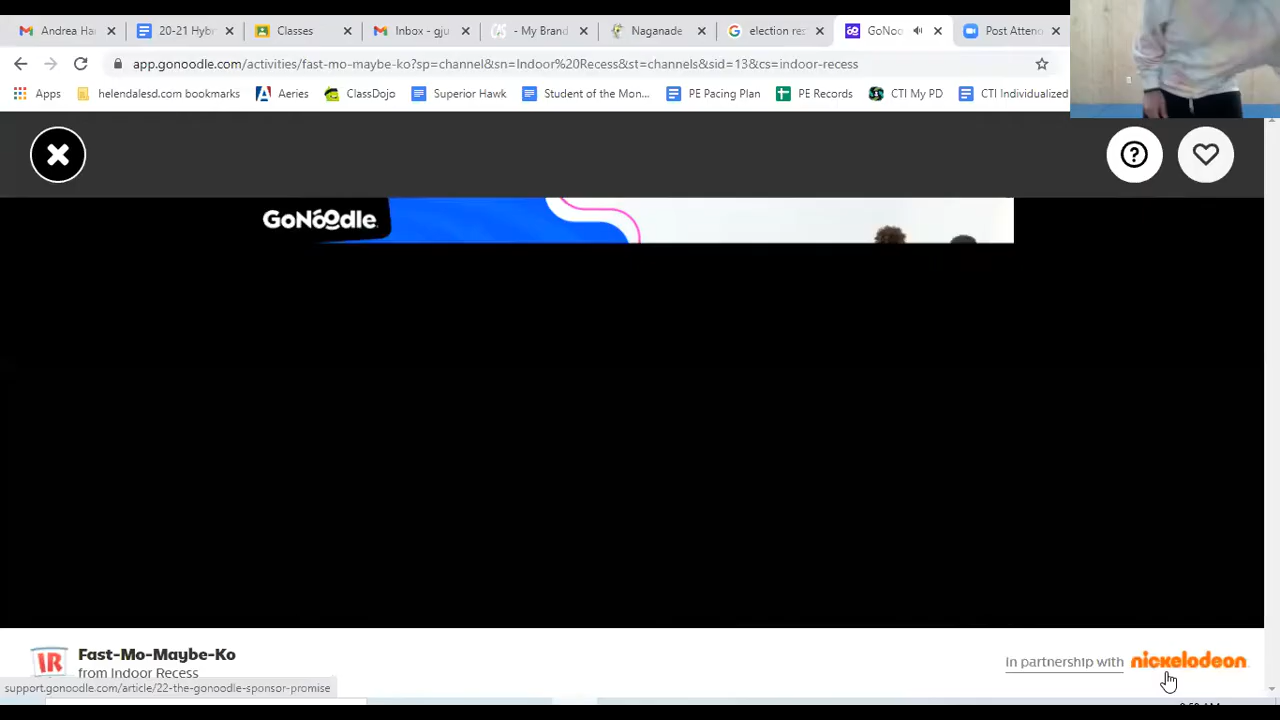 Andrea Ha
20-21 Hybr
Classes
Inbox - gju
- My Brand
Naganade
election re
GoNoo
Post Atteno
app.gonoodle.com/activities/fast-mo-maybe-ko?sp=channel&sn=Indoor%20Recess&st=channels&sid=13&cs=indoor-recess
Apps
helendalesd.com bookmarks
Aeries
ClassDojo
Superior Hawk
Student of the Mon...
PE Pacing Plan
PE Records
CTI My PD
CTI Individualized
GoNoodle
IR
Fast-Mo-Maybe-Ko
from Indoor Recess
In partnership with nickelodeon
support.gonoodle.com/article/22-the-gonoodle-sponsor-promise